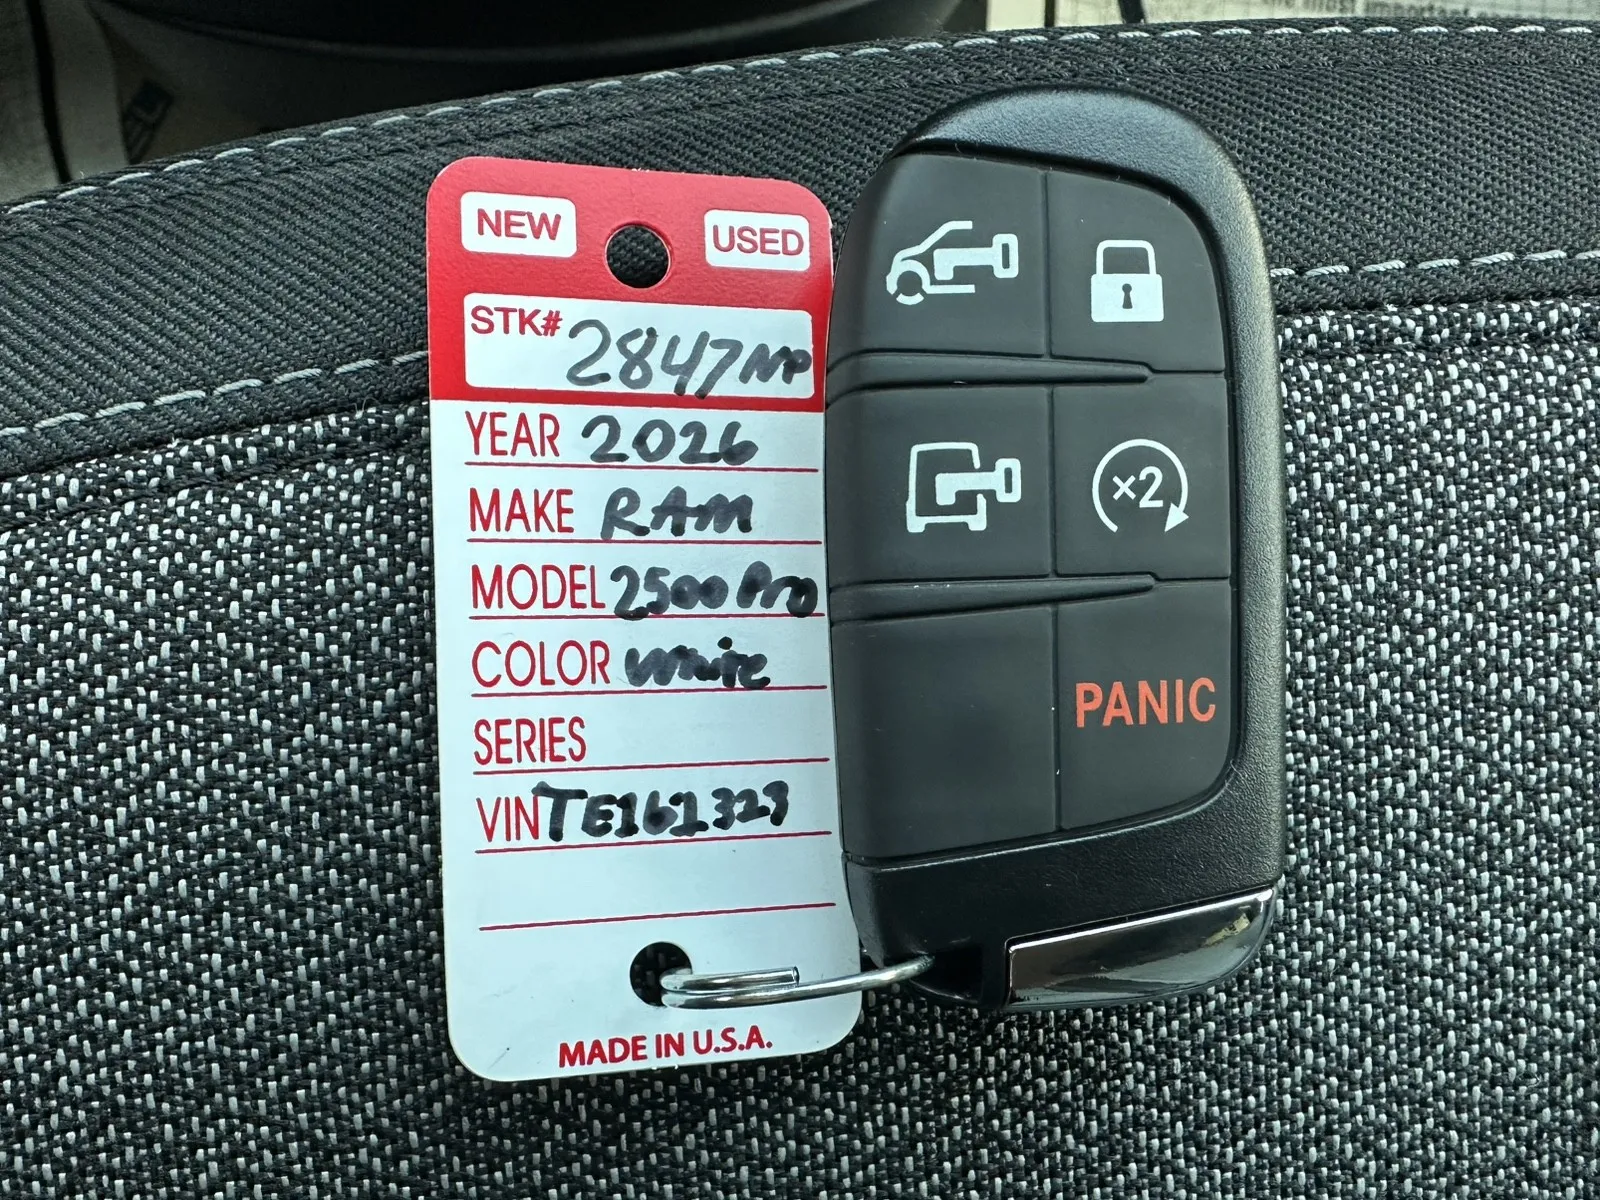 NEW USED
STK# 2847NP
YEAR 2026
MAKE RAM
MODEL 2500 Pro
COLOR White
SERIES
VIN TE161323
MADE IN U.S.A.
×2
PANIC